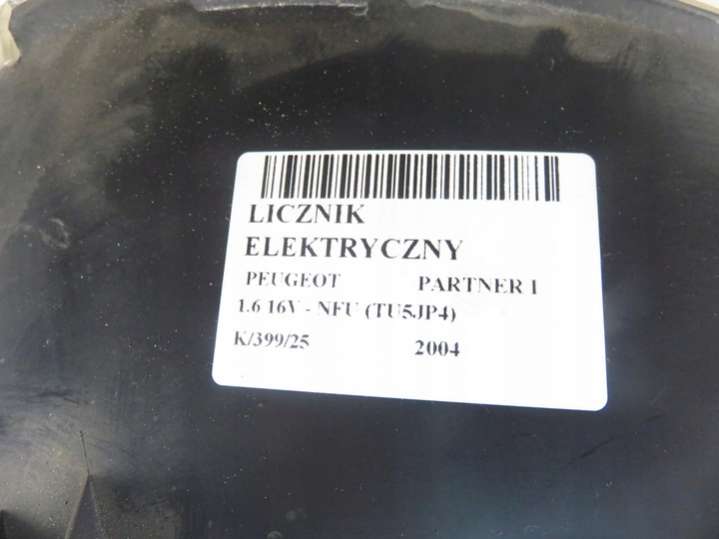 LICZNIK
ELEKTRYCZNY
PEUGEOT PARTNER I
1.6 16V - NFU (TU5JP4)
K/399/25 2004